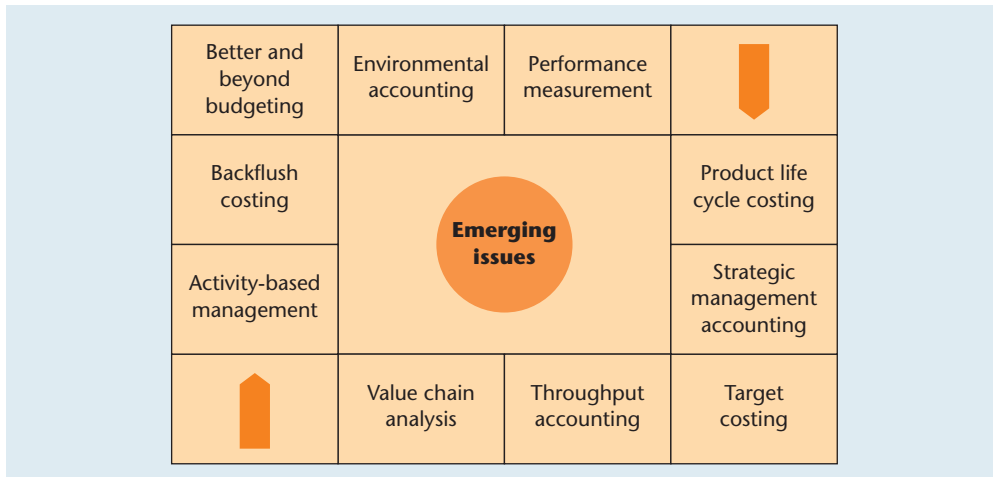 Better and
beyond
budgeting
Environmental
accounting
Performance
measurement
Backflush
costing
Emerging
issues
Product life
cycle costing
Activity-based
management
Strategic
management
accounting
Value chain
analysis
Throughput
accounting
Target
costing